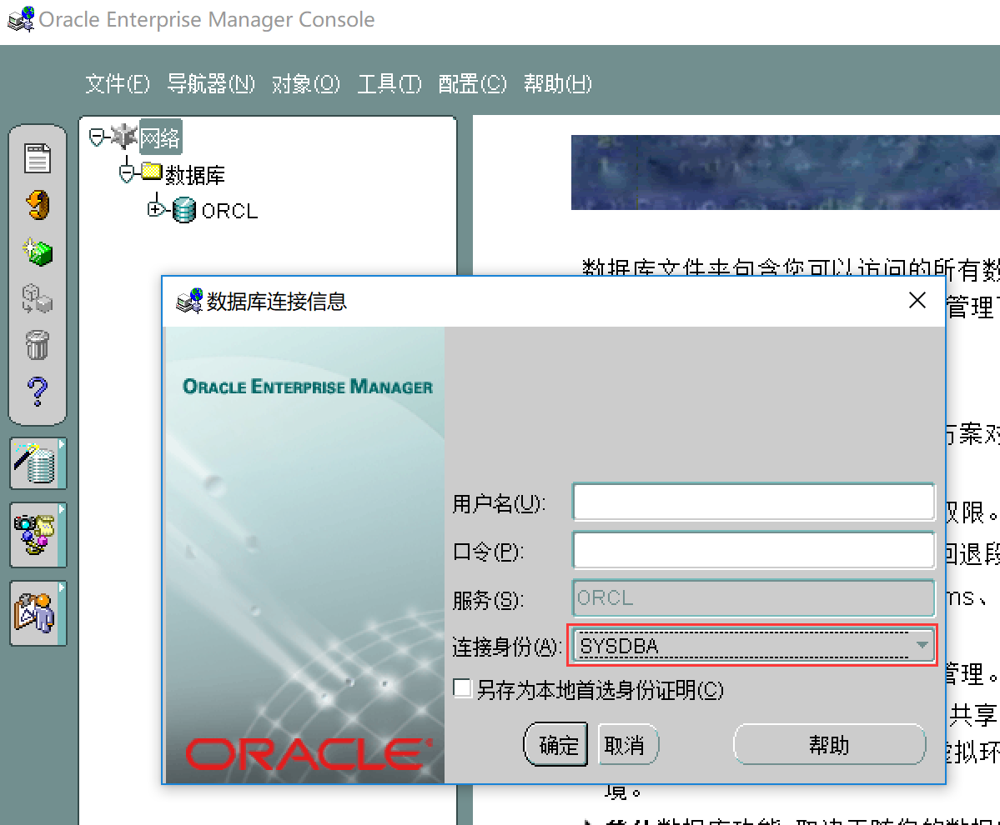 Oracle Enterprise Manager Console
文件(F) 导航器(N) 对象(O) 工具(T) 配置(C) 帮助(H)
网络
数据库
ORCL
数据库文件夹包含您可以访问的所有数
管理
数据库连接信息
ORACLE ENTERPRISE MANAGER
方案对
用户名(U):
权限。
口令(P):
回退段
服务(S): ORCL
ms、
连接身份(A): SYSDBA
管理。
另存为本地首选身份证明(C)
共享
确定 取消 帮助
虚拟环
ORACLE
境。